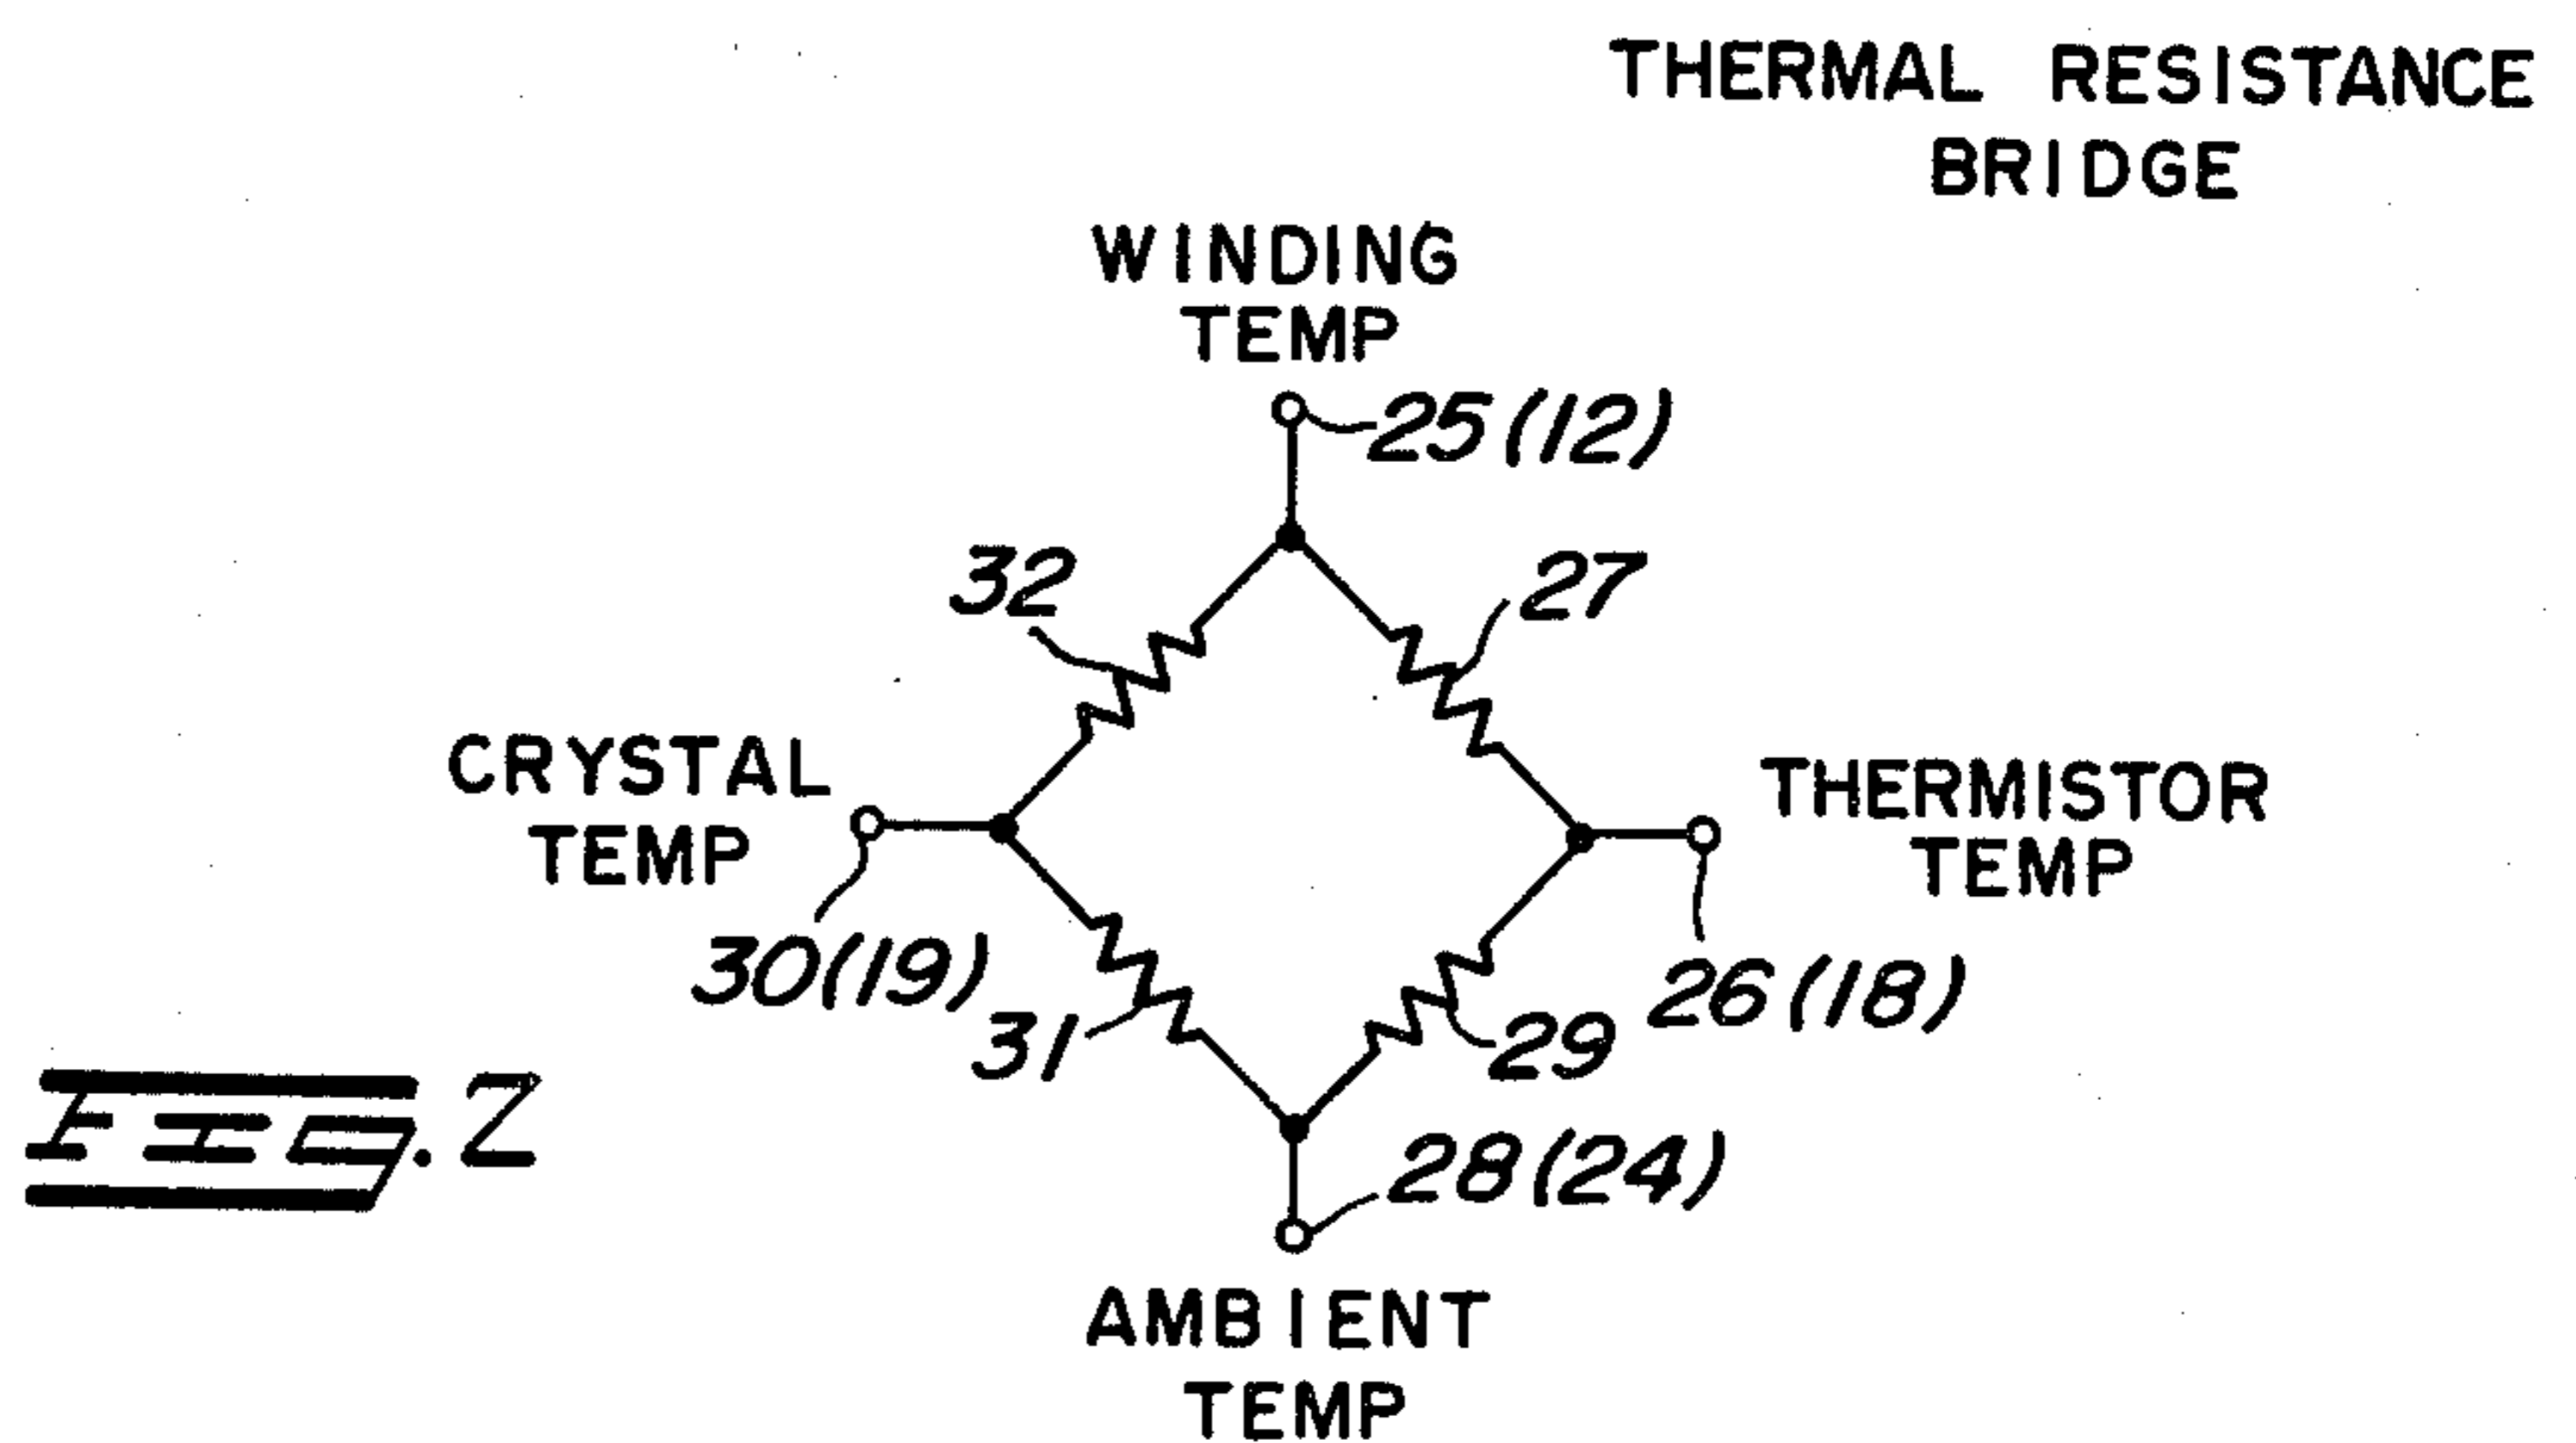 THERMAL RESISTANCE
BRIDGE
WINDING
TEMP
25(12)
32
27
CRYSTAL
TEMP
THERMISTOR
TEMP
30(19)
26(18)
31
29
28(24)
AMBIENT
TEMP
FIG. 2